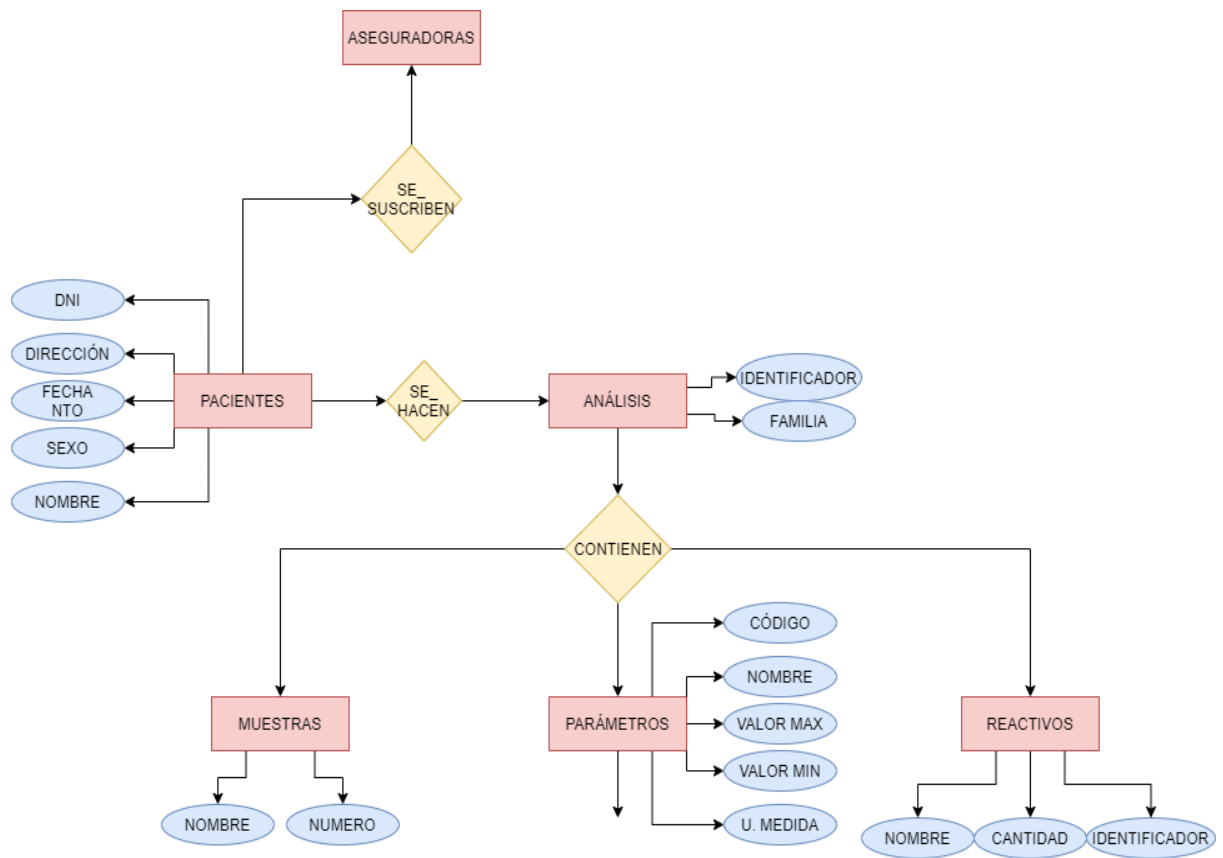 ASEGURADORAS
SE_
SUSCRIBEN
DNI
DIRECCIÓN
FECHA
NTO
SEXO
NOMBRE
PACIENTES
SE_
HACEN
ANÁLISIS
IDENTIFICADOR
FAMILIA
CONTIENEN
MUESTRAS
NOMBRE
NUMERO
PARÁMETROS
CÓDIGO
NOMBRE
VALOR MAX
VALOR MIN
U. MEDIDA
REACTIVOS
NOMBRE
CANTIDAD
IDENTIFICADOR